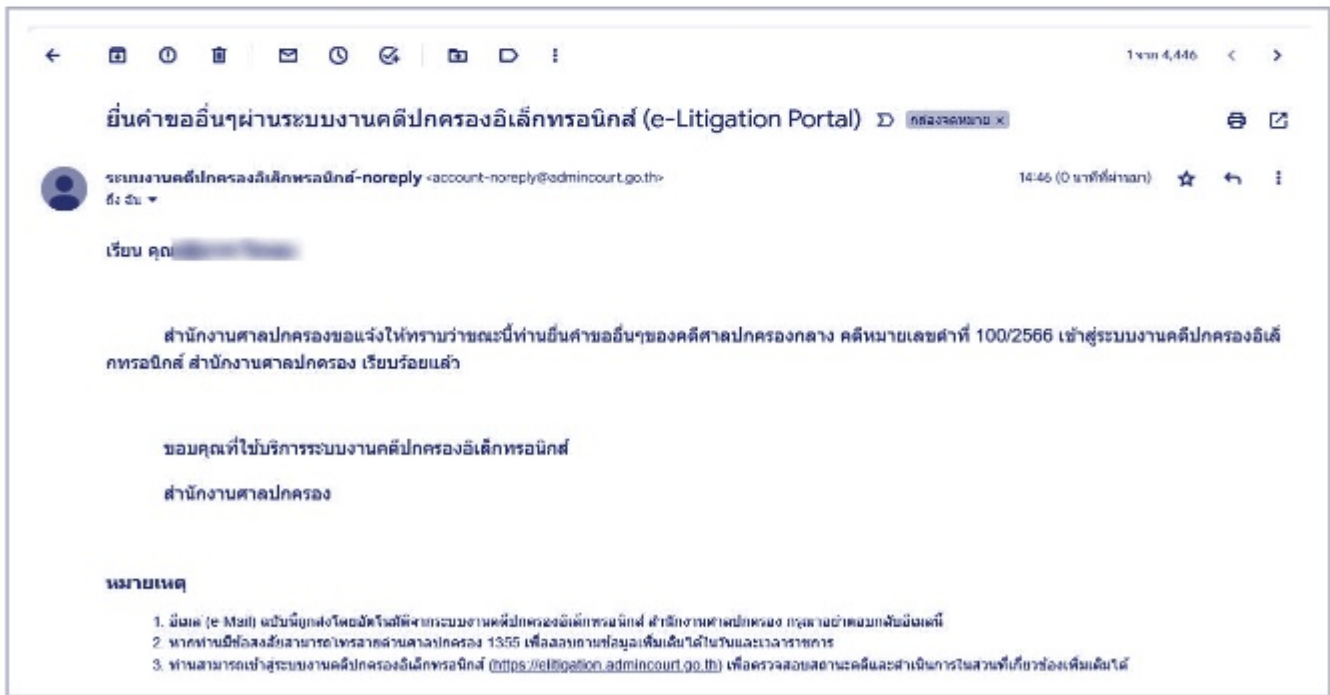 1 จาก 4,446
ยื่นคำขออื่นๆผ่านระบบงานคดีปกครองอิเล็กทรอนิกส์ (e-Litigation Portal) กล่องจดหมาย ×
ระบบงานคดีปกครองอิเล็กทรอนิกส์-noreply <account-noreply@admincourt.go.th> 14:46 (0 นาทีที่ผ่านมา)
ถึง ฉัน
เรียน คุณ
สำนักงานศาลปกครองขอแจ้งให้ทราบว่าขณะนี้ท่านยื่นคำขออื่นๆของคดีศาลปกครองกลาง คดีหมายเลขดำที่ 100/2566 เข้าสู่ระบบงานคดีปกครองอิเล็
กทรอนิกส์ สำนักงานศาลปกครอง เรียบร้อยแล้ว
ขอบคุณที่ใช้บริการระบบงานคดีปกครองอิเล็กทรอนิกส์
สำนักงานศาลปกครอง
หมายเหตุ
1. อีเมล (e-Mail) ฉบับนี้ถูกส่งโดยอัตโนมัติจากระบบงานคดีปกครองอิเล็กทรอนิกส์ สำนักงานศาลปกครอง กรุณาอย่าตอบกลับอีเมลนี้
2. หากท่านมีข้อสงสัยสามารถโทรสายด่วนศาลปกครอง 1355 เพื่อสอบถามข้อมูลเพิ่มเติมได้ในวันและเวลาราชการ
3. ท่านสามารถเข้าสู่ระบบงานคดีปกครองอิเล็กทรอนิกส์ (https://elitigation.admincourt.go.th) เพื่อตรวจสอบสถานะคดีและดำเนินการในส่วนที่เกี่ยวข้องเพิ่มเติมได้